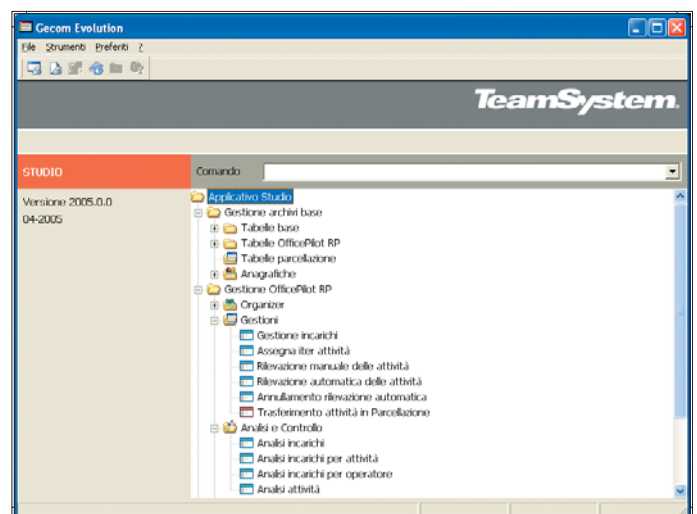 Gecom Evolution
File Strumenti Preferiti ?
TeamSystem.
STUDIO
Comando
Versione 2005.0.0
04-2005
Applicativo Studio
Gestione archivi base
Tabelle base
Tabelle OfficePilot RP
Tabelle parcellazione
Anagrafiche
Gestione OfficePilot RP
Organizer
Gestioni
Gestione incarichi
Assegna iter attività
Rilevazione manuale delle attività
Rilevazione automatica delle attività
Annullamento rilevazione automatica
Trasferimento attività in Parcellazione
Analisi e Controllo
Analisi incarichi
Analisi incarichi per attività
Analisi incarichi per operatore
Analisi attività